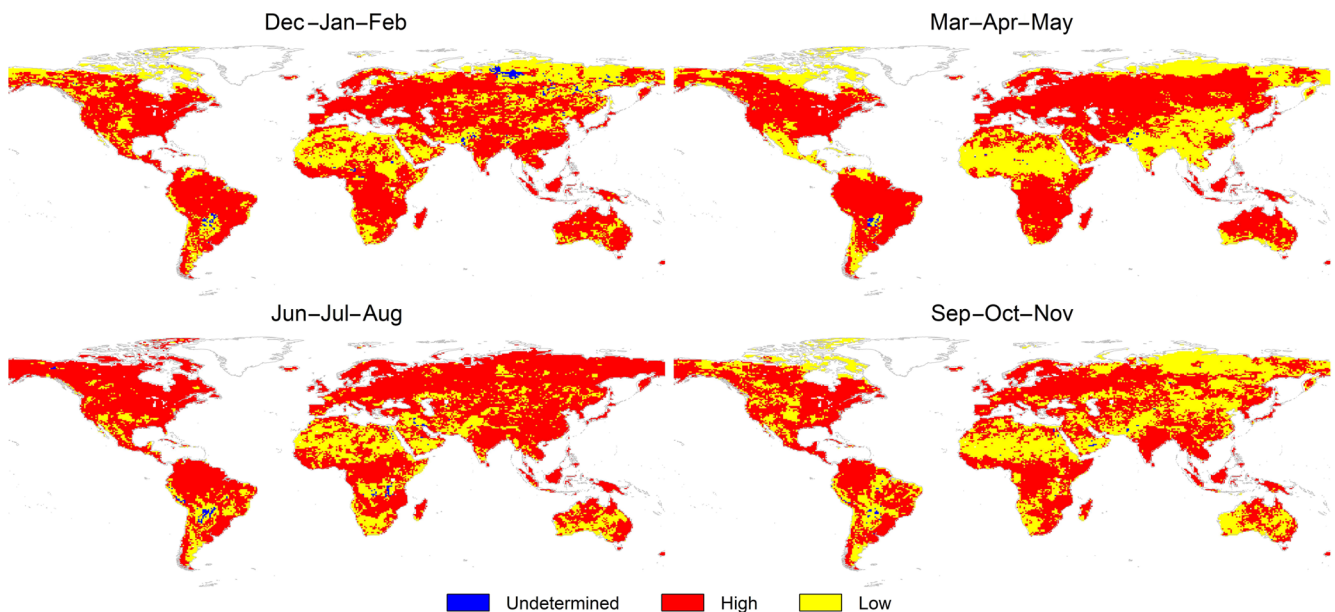 Dec−Jan−Feb
Mar−Apr−May
Jun−Jul−Aug
Sep−Oct−Nov
Undetermined
High
Low